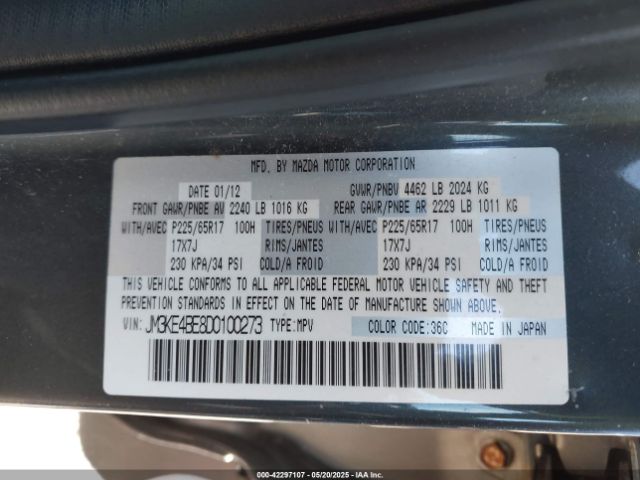 MFD. BY MAZDA MOTOR CORPORATION
DATE 01/12 GVWR/PNBV 4462 LB 2024 KG
FRONT GAWR/PNBE AV 2240 LB 1016 KG REAR GAWR/PNBE AR 2229 LB 1011 KG
WITH/AVEC P225/65R17 100H TIRES/PNEUS WITH/AVEC P225/65R17 100H TIRES/PNEUS
17X7J RIMS/JANTES 17X7J RIMS/JANTES
230 KPA/34 PSI COLD/A FROID 230 KPA/34 PSI COLD/A FROID
THIS VEHICLE CONFORMS TO ALL APPLICABLE FEDERAL MOTOR VEHICLE SAFETY AND THEFT
PREVENTION STANDARDS IN EFFECT ON THE DATE OF MANUFACTURE SHOWN ABOVE.
VIN: JM3KE4BE8D0100273 TYPE:MPV COLOR CODE:36C MADE IN JAPAN
000-42297107 — 05/20/2025 — IAA Inc.